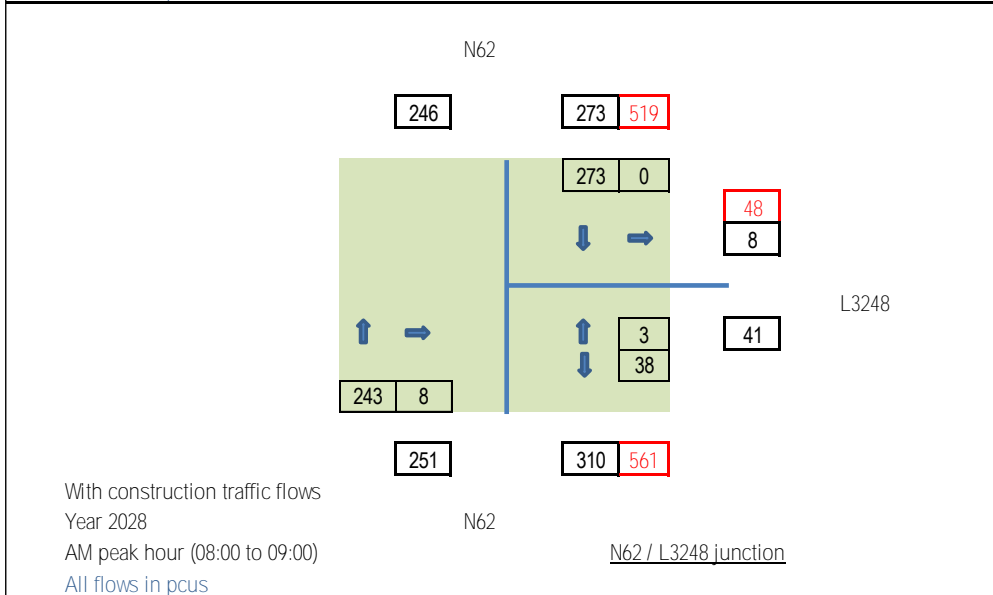 N62
246 273 519
273 0
48
8
L3248
3 41
38
243 8
251 310 561
With construction traffic flows
Year 2028 N62
AM peak hour (08:00 to 09:00) N62 / L3248 junction
All flows in pcus